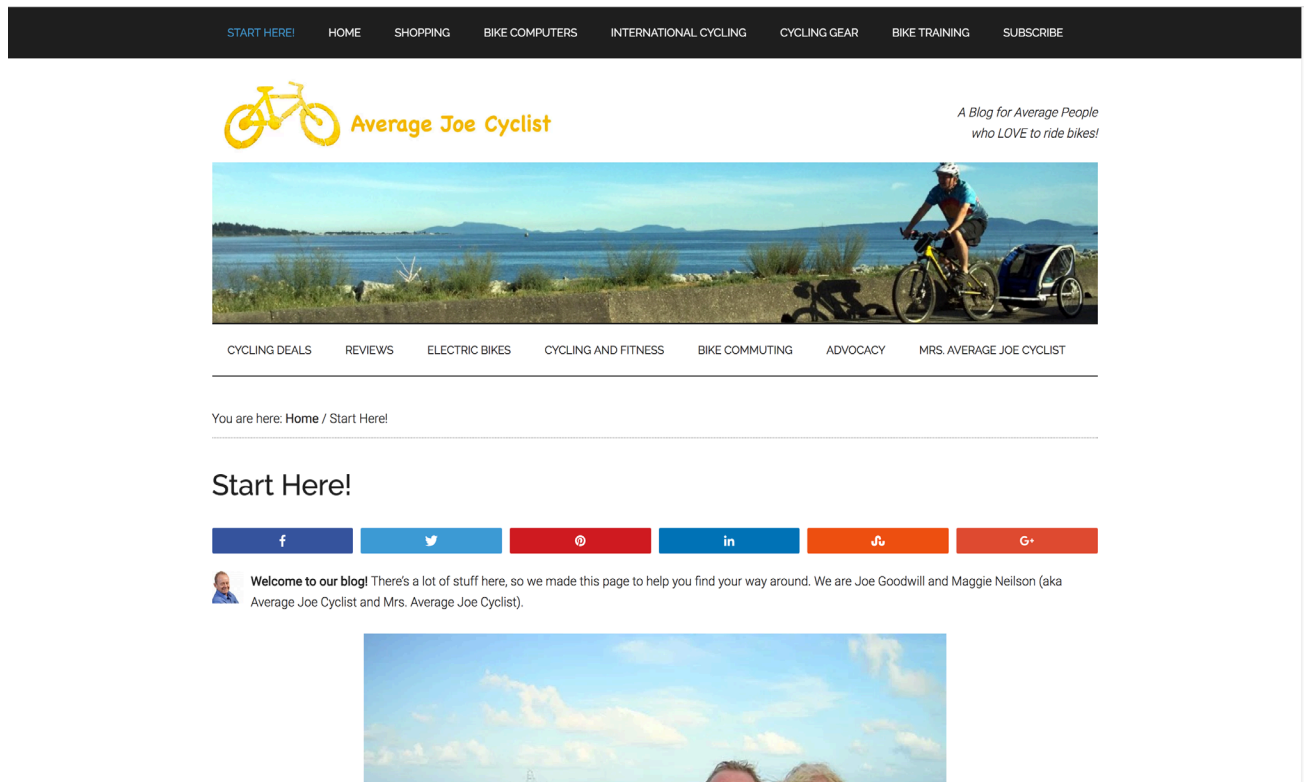 START HERE! HOME SHOPPING BIKE COMPUTERS INTERNATIONAL CYCLING CYCLING GEAR BIKE TRAINING SUBSCRIBE
Average Joe Cyclist
A Blog for Average People
who LOVE to ride bikes!
CYCLING DEALS REVIEWS ELECTRIC BIKES CYCLING AND FITNESS BIKE COMMUTING ADVOCACY MRS. AVERAGE JOE CYCLIST
You are here: Home / Start Here!
Start Here!
f in G+
Welcome to our blog! There's a lot of stuff here, so we made this page to help you find your way around. We are Joe Goodwill and Maggie Neilson (aka
Average Joe Cyclist and Mrs. Average Joe Cyclist).